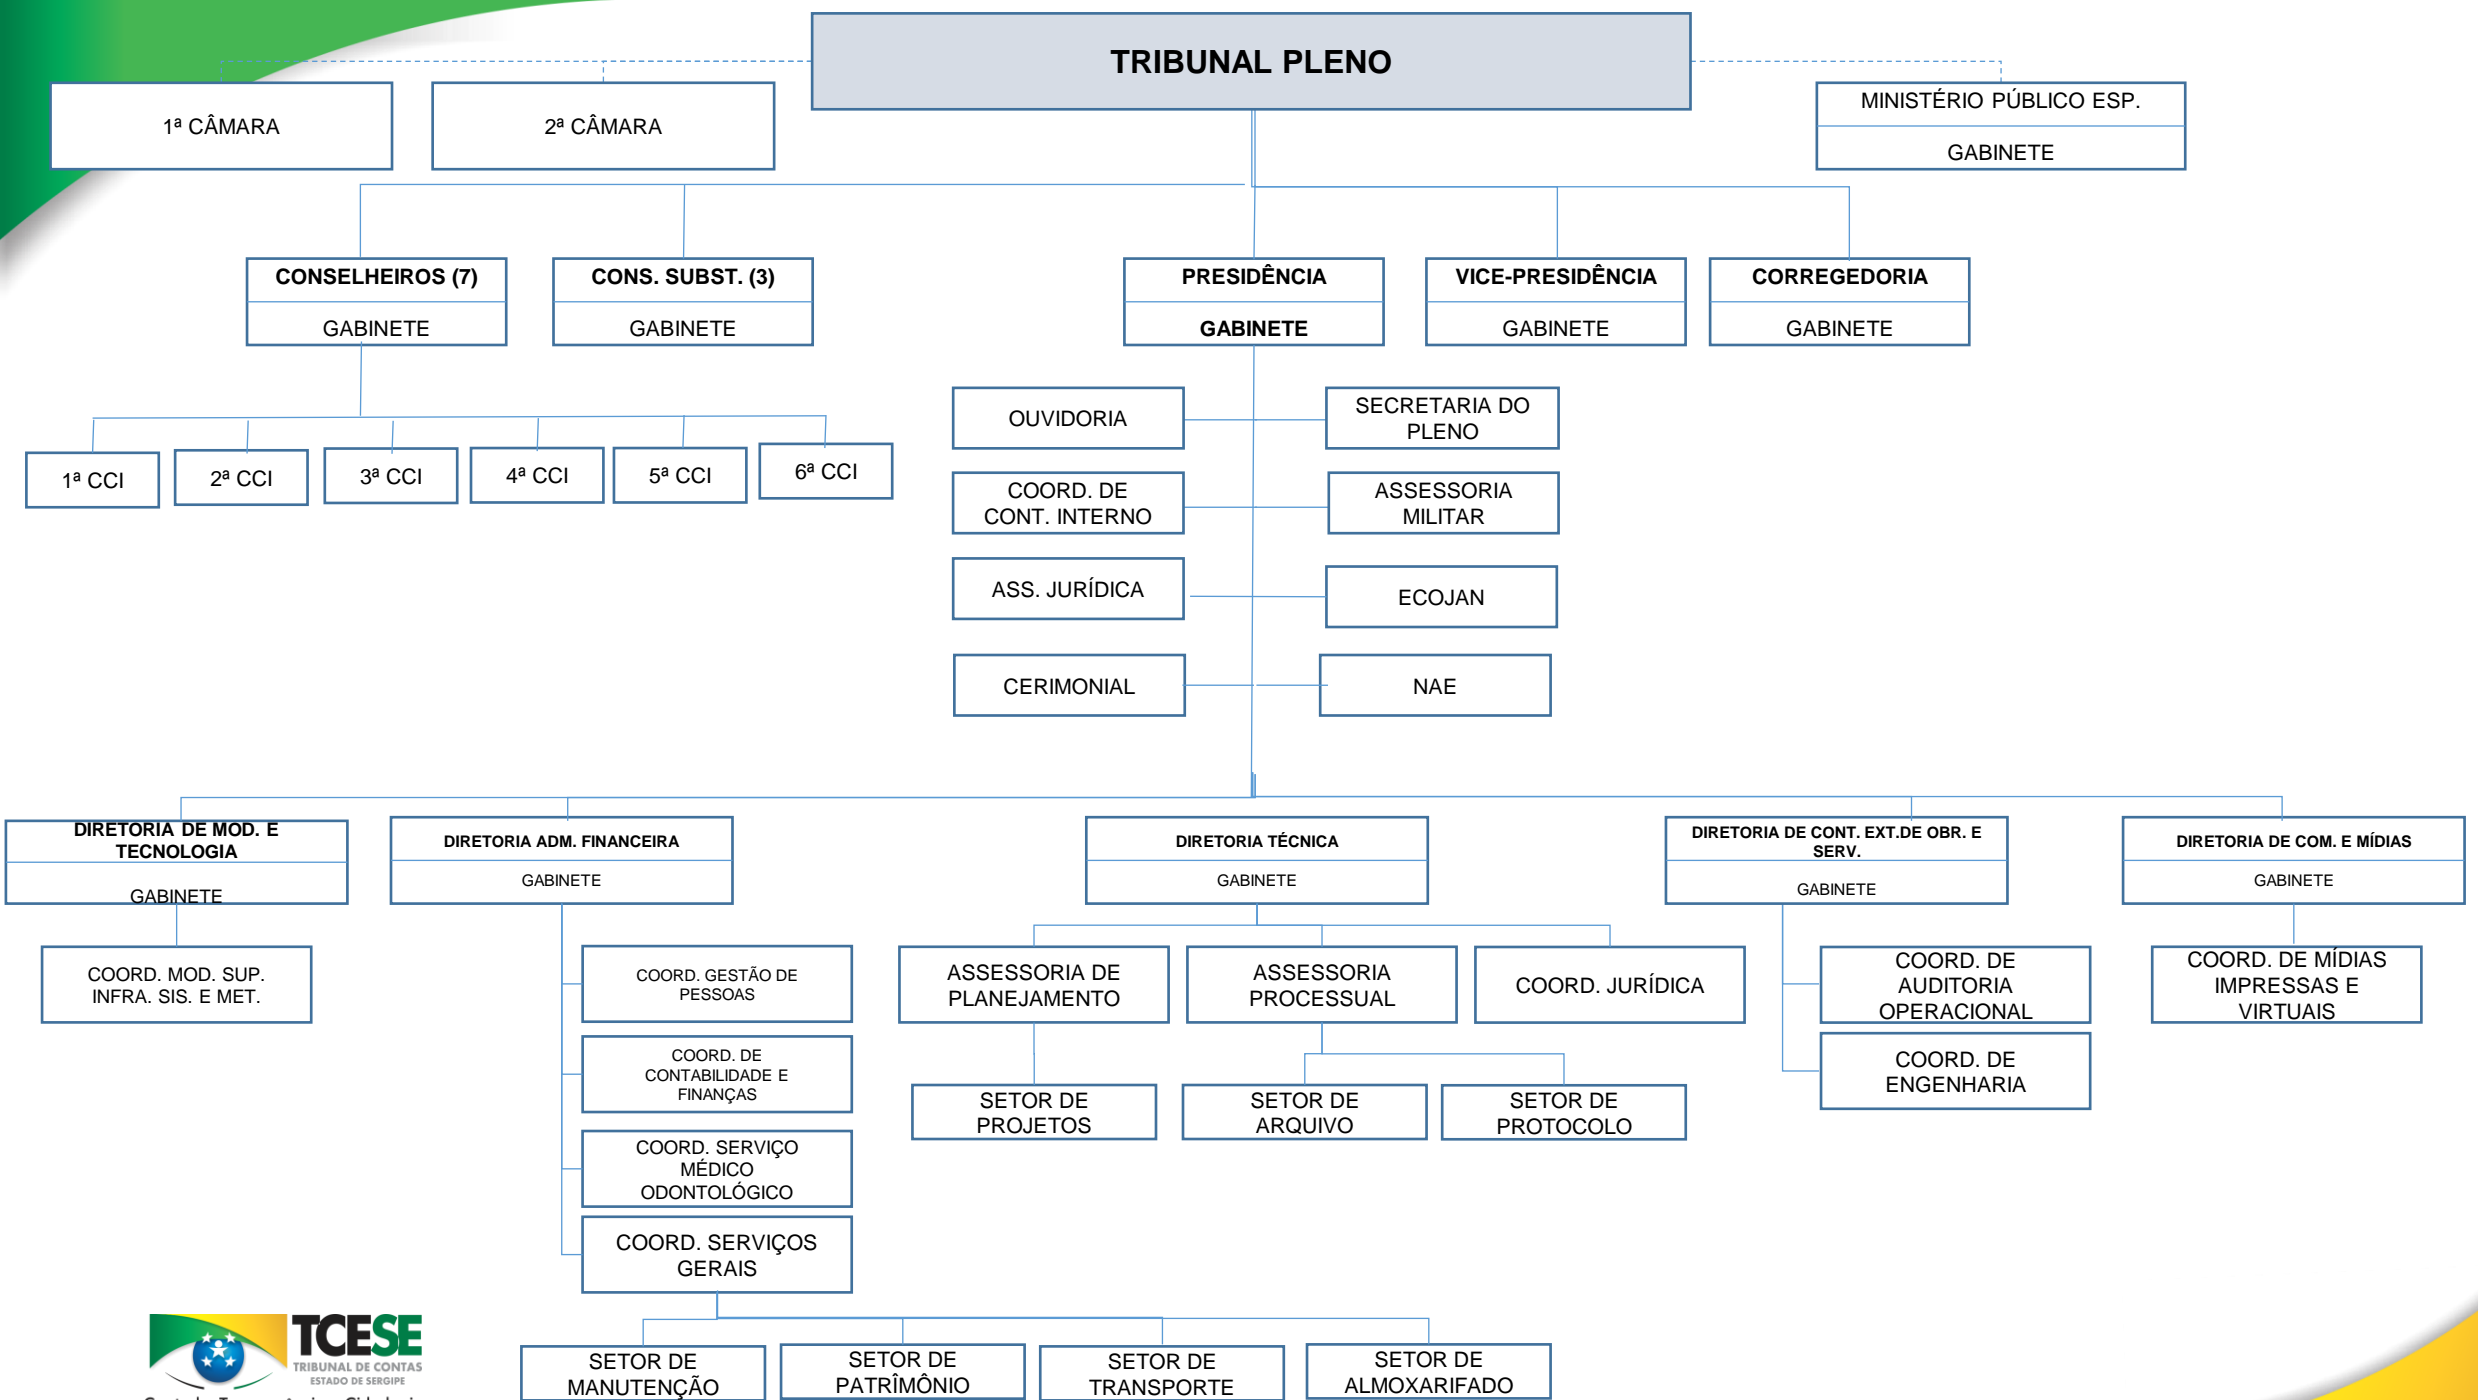 TRIBUNAL PLENO
1ª CÂMARA
2ª CÂMARA
MINISTÉRIO PÚBLICO ESP.
GABINETE
CONSELHEIROS (7)
GABINETE
CONS. SUBST. (3)
GABINETE
PRESIDÊNCIA
GABINETE
VICE-PRESIDÊNCIA
GABINETE
CORREGEDORIA
GABINETE
1ª CCI
2ª CCI
3ª CCI
4ª CCI
5ª CCI
6ª CCI
OUVIDORIA
SECRETARIA DO
PLENO
COORD. DE
CONT. INTERNO
ASSESSORIA
MILITAR
ASS. JURÍDICA
ECOJAN
CERIMONIAL
NAE
DIRETORIA DE MOD. E
TECNOLOGIA
GABINETE
DIRETORIA ADM. FINANCEIRA
GABINETE
DIRETORIA TÉCNICA
GABINETE
DIRETORIA DE CONT. EXT.DE OBR. E
SERV.
GABINETE
DIRETORIA DE COM. E MÍDIAS
GABINETE
COORD. MOD. SUP.
INFRA. SIS. E MET.
COORD. GESTÃO DE
PESSOAS
COORD. DE
CONTABILIDADE E
FINANÇAS
COORD. SERVIÇO
MÉDICO
ODONTOLÓGICO
COORD. SERVIÇOS
GERAIS
ASSESSORIA DE
PLANEJAMENTO
ASSESSORIA
PROCESSUAL
COORD. JURÍDICA
SETOR DE
PROJETOS
SETOR DE
ARQUIVO
SETOR DE
PROTOCOLO
COORD. DE
AUDITORIA
OPERACIONAL
COORD. DE
ENGENHARIA
COORD. DE MÍDIAS
IMPRESSAS E
VIRTUAIS
SETOR DE
MANUTENÇÃO
SETOR DE
PATRÎMÔNIO
SETOR DE
TRANSPORTE
SETOR DE
ALMOXARIFADO
TCESE
TRIBUNAL DE CONTAS
ESTADO DE SERGIPE